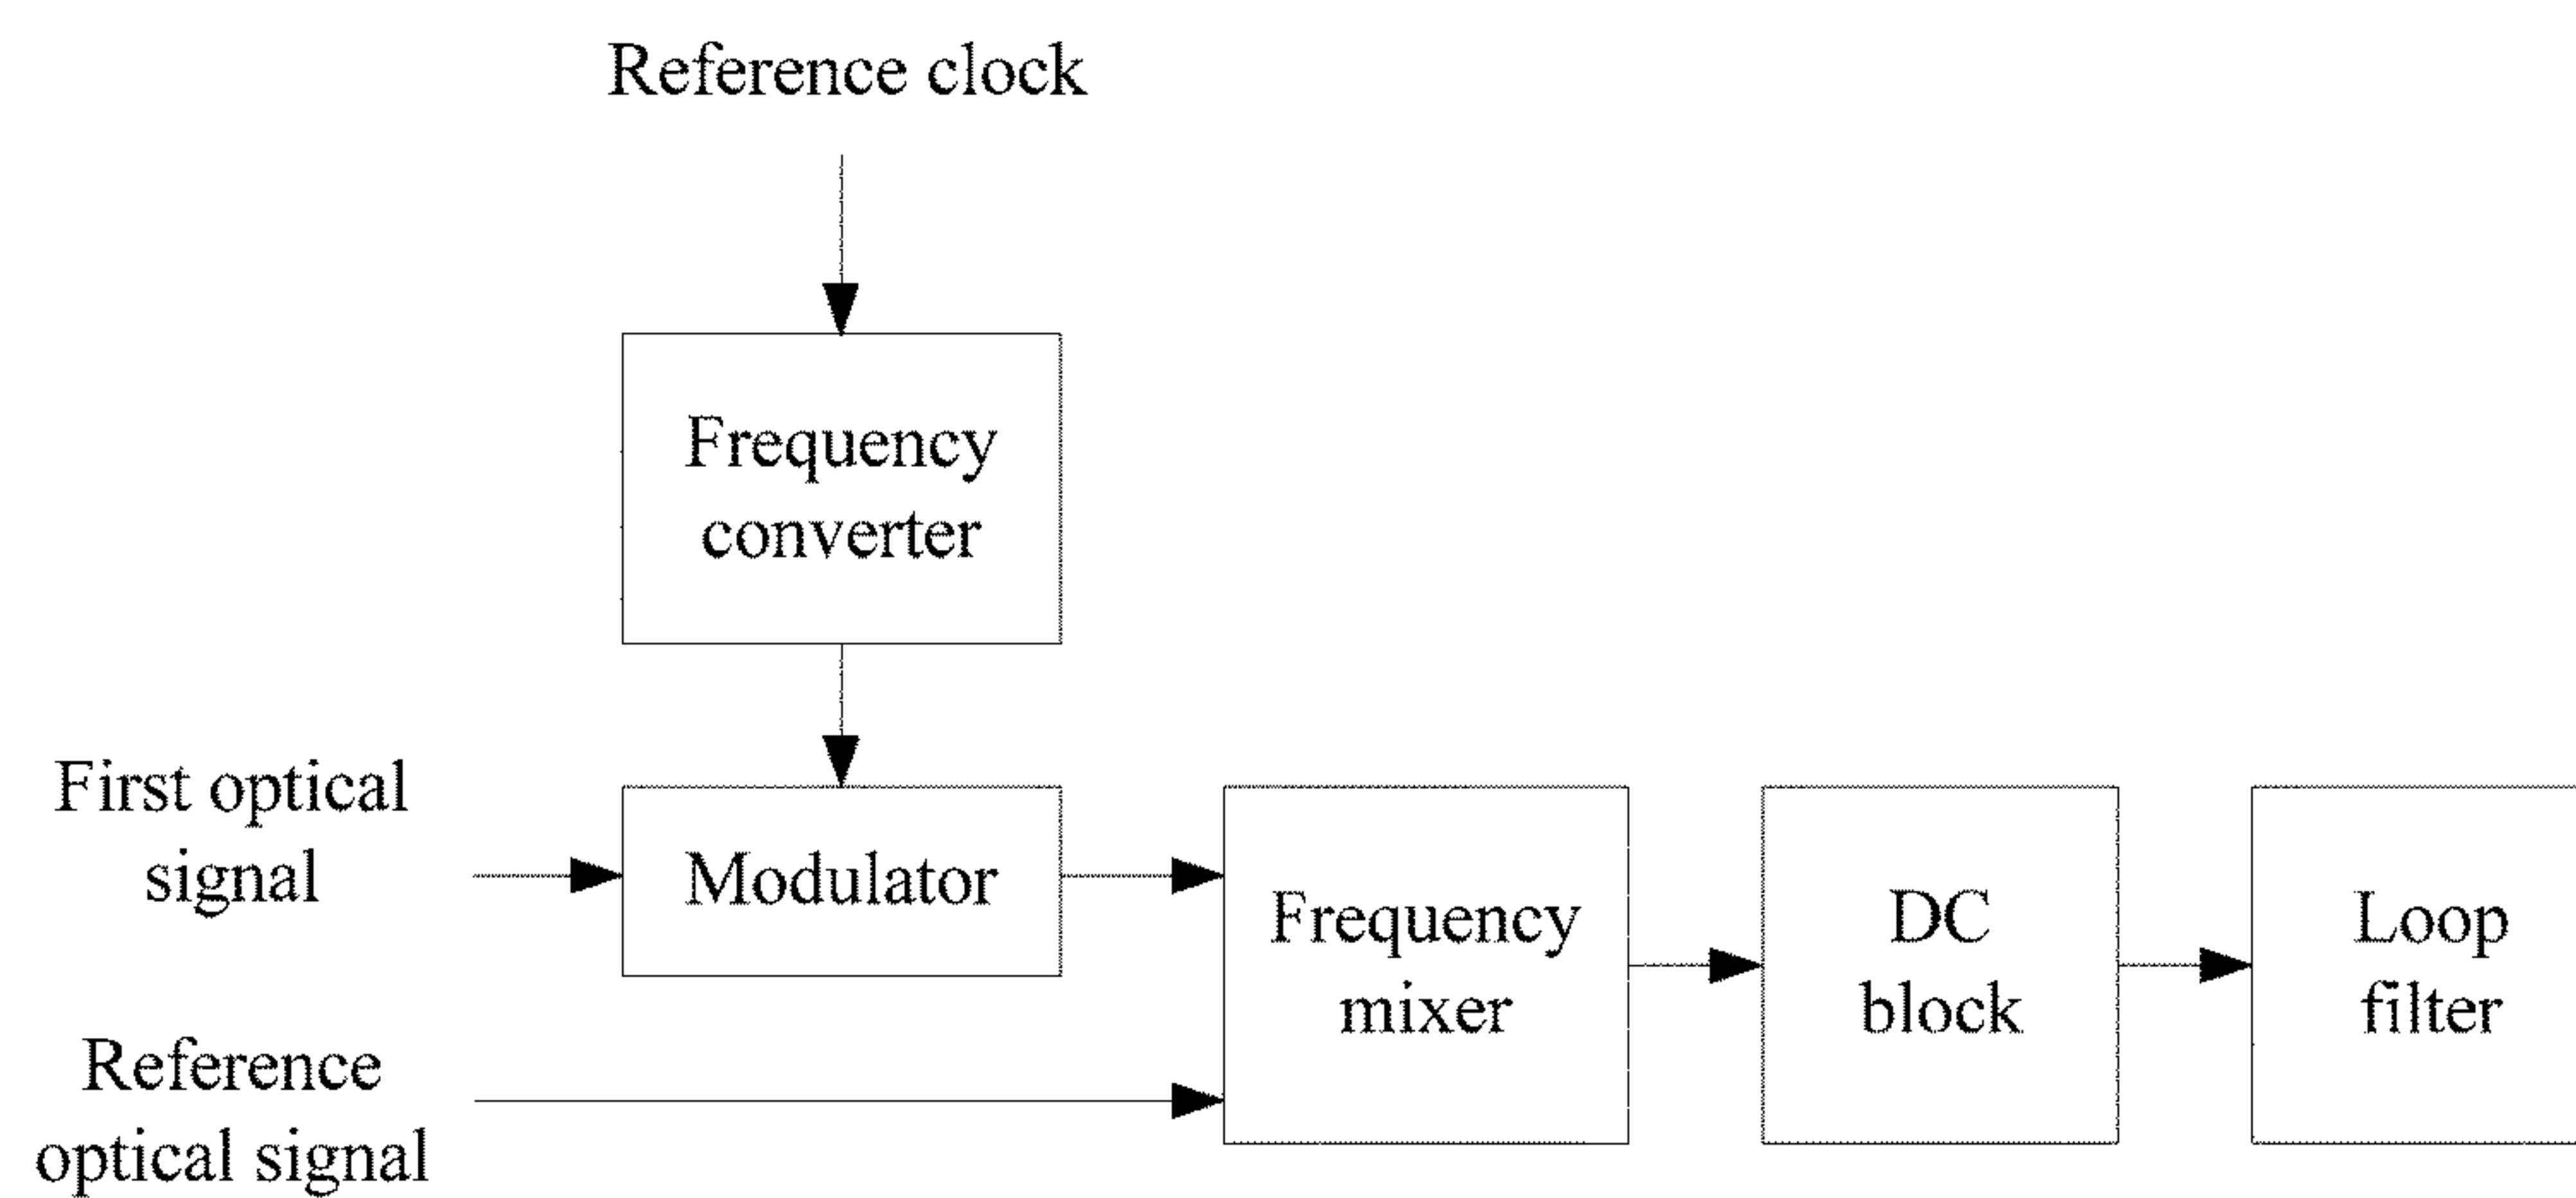 Reference clock
Frequency
converter
First optical
signal
Modulator
Frequency
mixer
DC
block
Loop
filter
Reference
optical signal